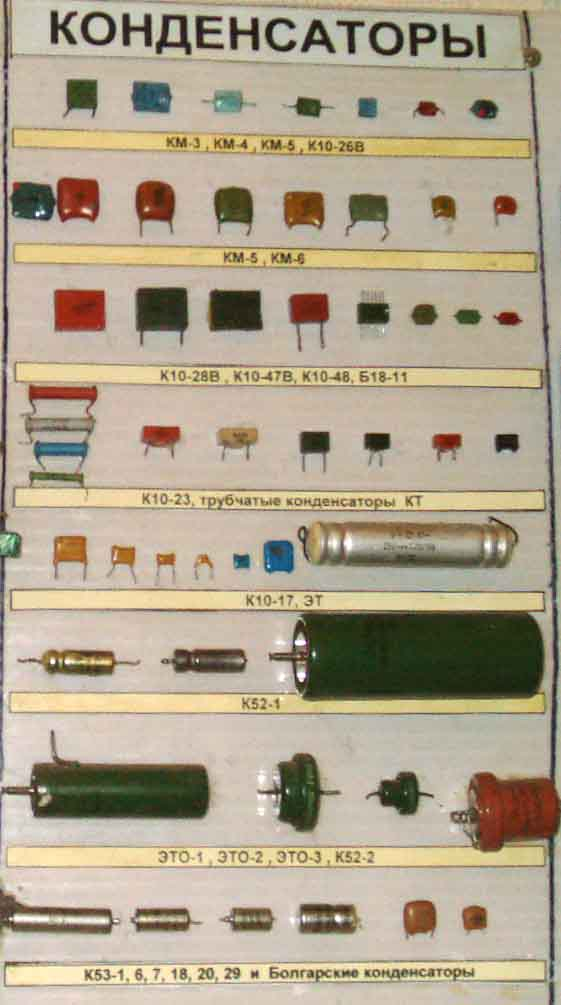 КОНДЕНСАТОРЫ
КМ-3 , КМ-4 , КМ-5 , К10-26В
КМ-5 , КМ-6
К10-28В , К10-47В, К10-48, Б18-11
К10-23, трубчатые конденсаторы КТ
К10-17, ЭТ
К52-1
ЭТО-1 , ЭТО-2 , ЭТО-3 , К52-2
К53-1, 6, 7, 18, 20, 29 и Болгарские конденсаторы